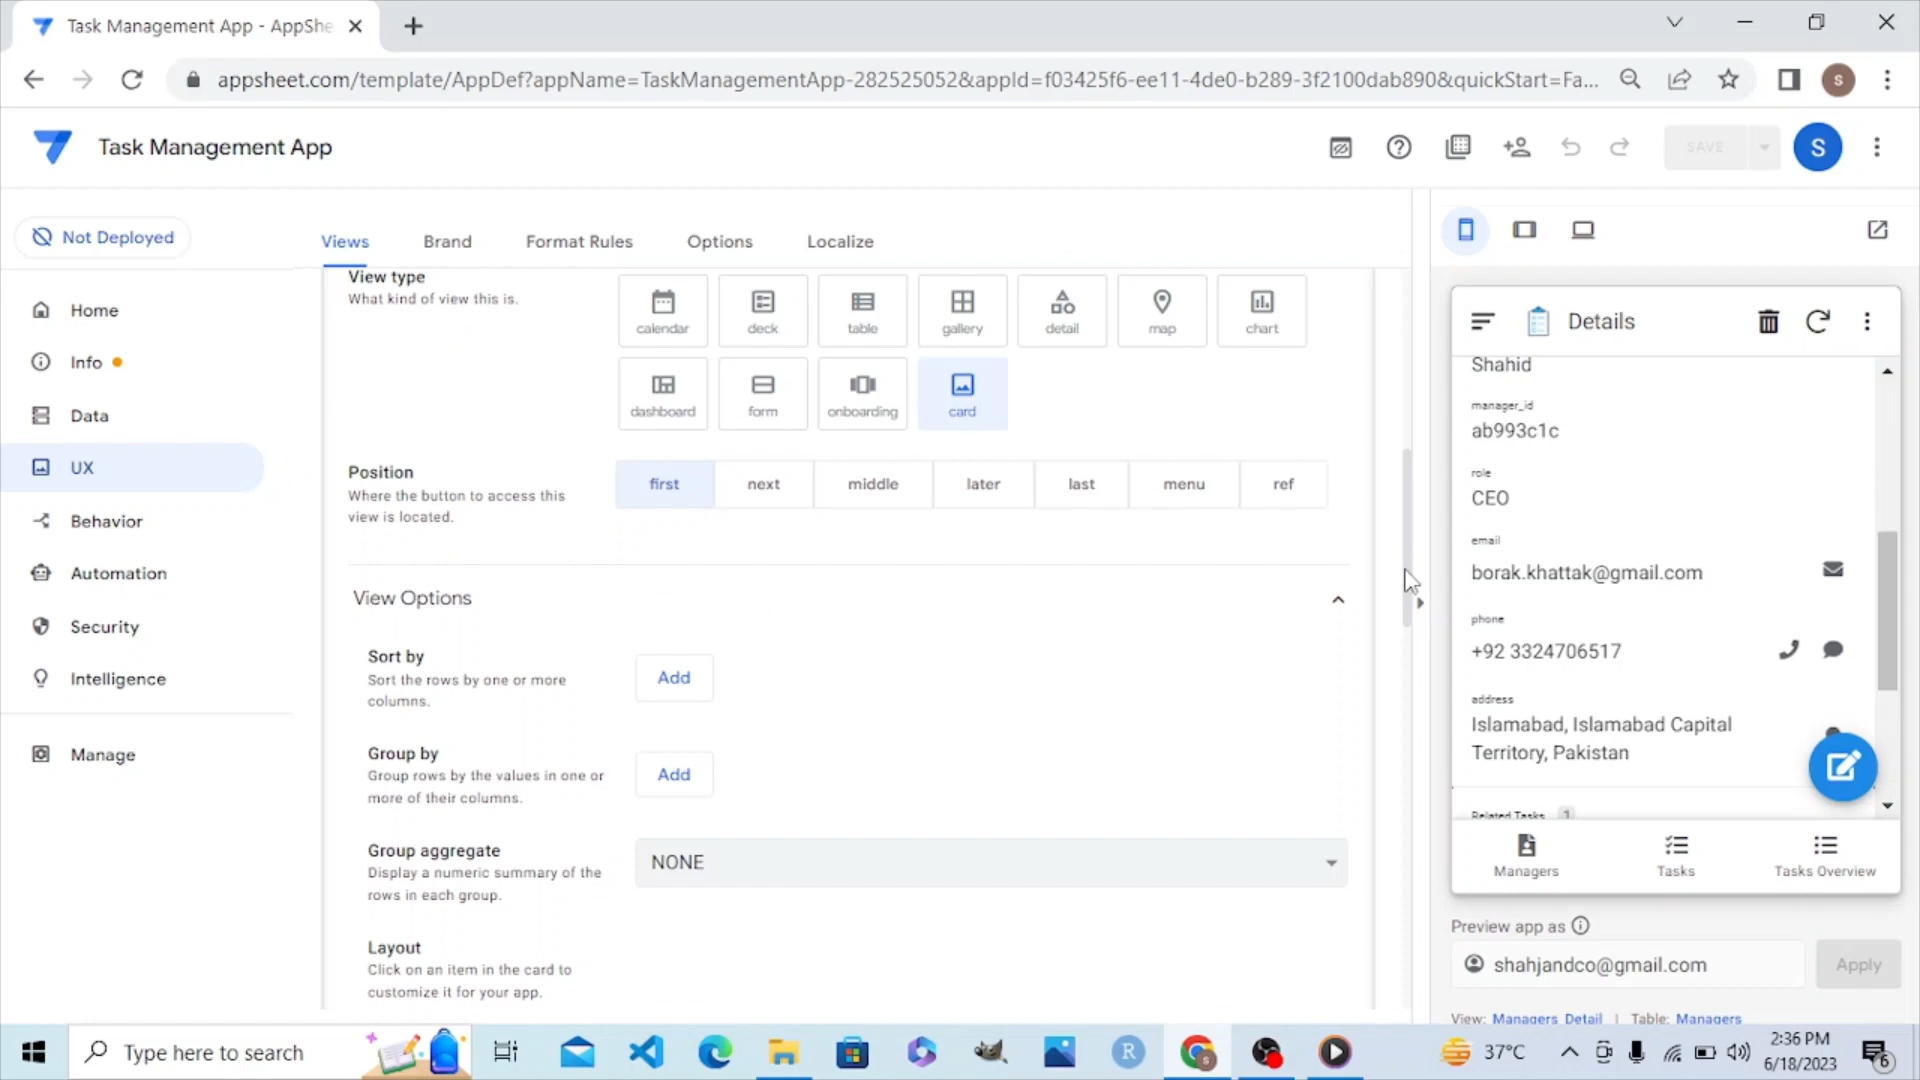 Task Management App - AppShe
appsheet.com/template/AppDef?appName=TaskManagementApp-282525052&appId=f03425f6-ee11-4de0-b289-3f2100dab890&quickStart=Fa...
S
Task Management App
SAVE
S
Not Deployed
Home
Info
Data
UX
Behavior
Automation
Security
Intelligence
Manage
Views
Brand
Format Rules
Options
Localize
View type
What kind of view this is.
calendar
deck
table
gallery
detail
map
chart
dashboard
form
onboarding
card
Position
Where the button to access this
view is located.
first
next
middle
later
last
menu
ref
View Options
Sort by
Sort the rows by one or more
columns.
Add
Group by
Group rows by the values in one or
more of their columns.
Add
Group aggregate
Display a numeric summary of the
rows in each group.
NONE
Layout
Click on an item in the card to
customize it for your app.
Details
Shahid
manager_id
ab993c1c
role
CEO
email
borak.khattak@gmail.com
phone
+92 3324706517
address
Islamabad, Islamabad Capital
Territory, Pakistan
Related Tasks 1
Managers
Tasks
Tasks Overview
Preview app as
shahjandco@gmail.com
Apply
View: Managers_Detail | Table: Managers
Type here to search
R
S
37°C
2:36 PM
6/18/2023
6